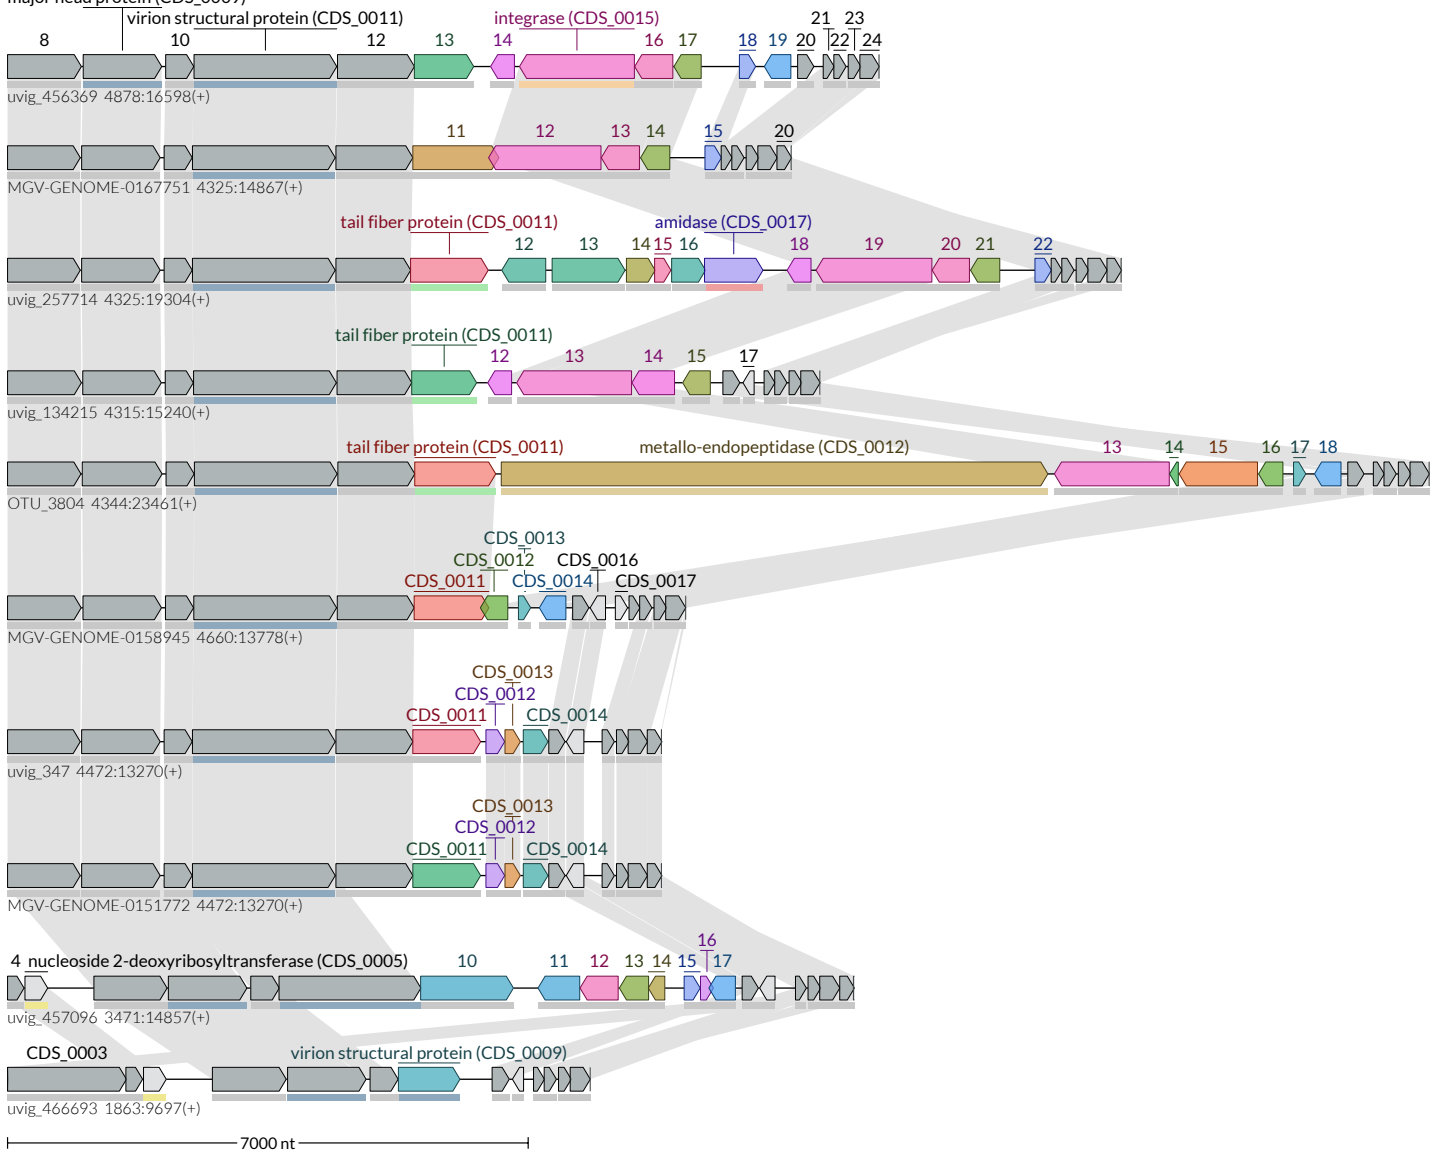 major head protein (CDS_0009)
virion structural protein (CDS_0011) integrase (CDS_0015) 21 23
8 10 12 13 14 16 17 18 19 20 22 24
uvig_456369 4878:16598(+)
11 12 13 14 15 20
MGV-GENOME-0167751 4325:14867(+)
tail fiber protein (CDS_0011) amidase (CDS_0017)
12 13 14 15 16 18 19 20 21 22
uvig_257714 4325:19304(+)
tail fiber protein (CDS_0011)
12 13 14 15 17
uvig_134215 4315:15240(+)
tail fiber protein (CDS_0011) metallo-endopeptidase (CDS_0012) 13 14 15 16 17 18
OTU_3804 4344:23461(+)
CDS_0013
CDS_0012 CDS_0016
CDS_0011 CDS_0014 CDS_0017
MGV-GENOME-0158945 4660:13778(+)
CDS_0013
CDS_0012
CDS_0011 CDS_0014
uvig_347 4472:13270(+)
CDS_0013
CDS_0012
CDS_0011 CDS_0014
MGV-GENOME-0151772 4472:13270(+)
16
4 nucleoside 2-deoxyribosyltransferase (CDS_0005) 10 11 12 13 14 15 17
uvig_457096 3471:14857(+)
CDS_0003 virion structural protein (CDS_0009)
uvig_466693 1863:9697(+)
7000 nt